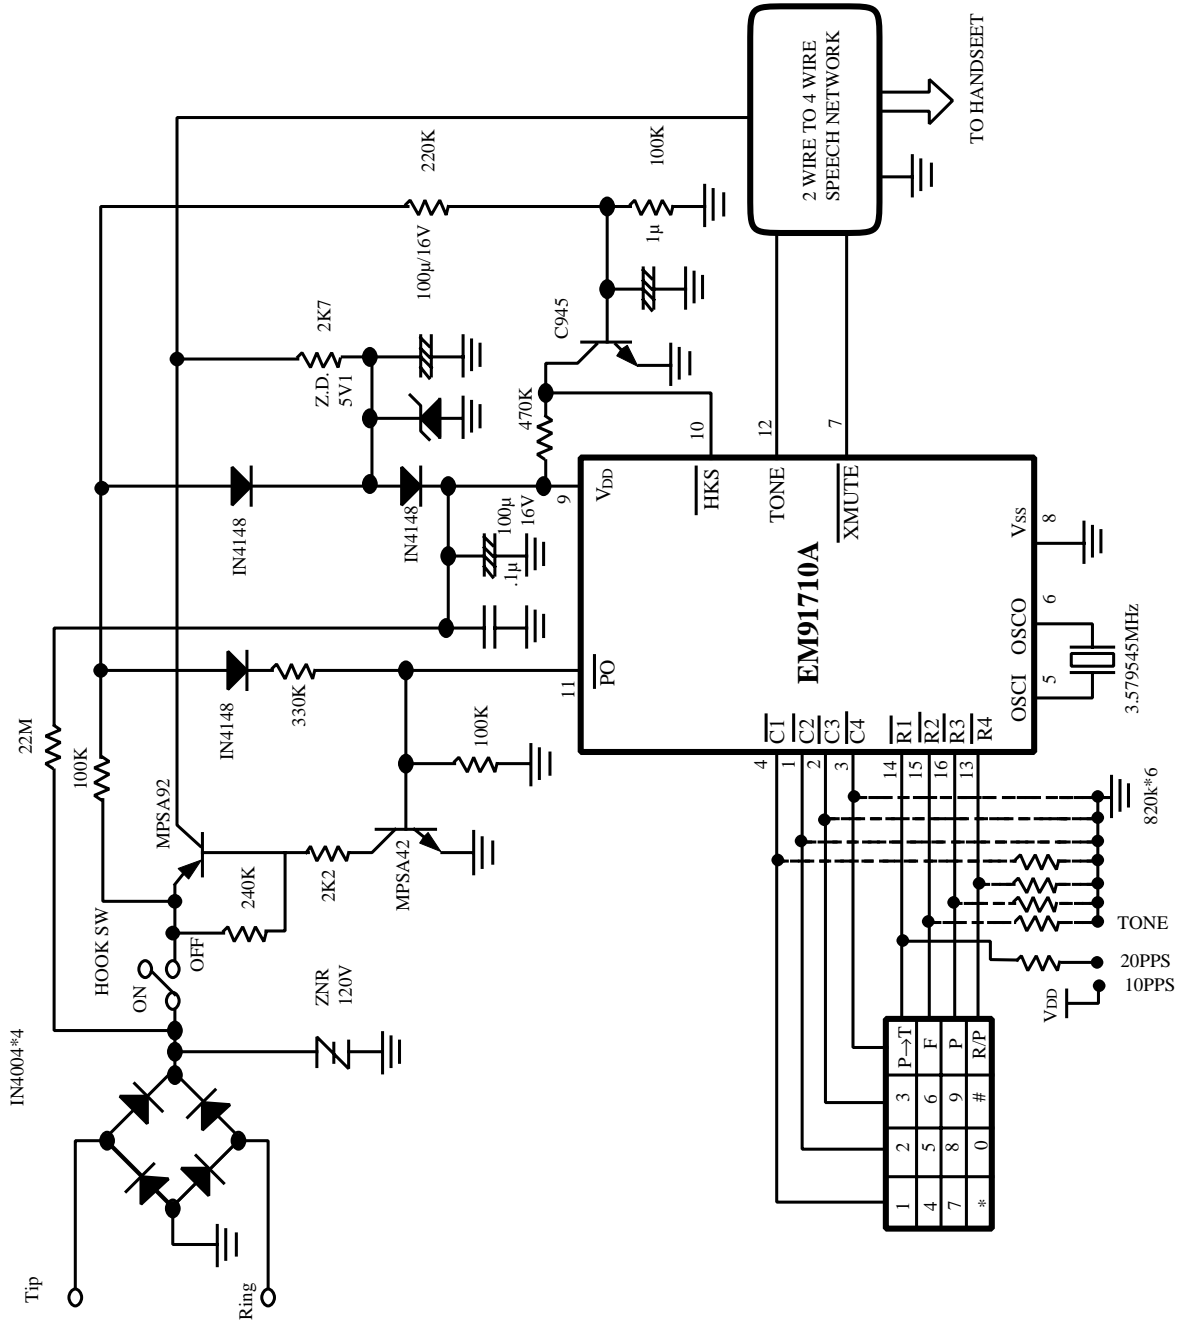 Tip
Ring
IN4004*4
ZNR
120V
HOOK SW
ON
OFF
22M
100K
MPSA92
240K
2K2
MPSA42
IN4148
330K
100K
IN4148
IN4148
.1µ
100µ
16V
Z.D.
5V1
2K7
100µ/16V
470K
C945
220K
1µ
100K
2 WIRE TO 4 WIRE
SPEECH NETWORK
TO HANDSEET
EM91710A
11
PO
9
VDD
10
HKS
12
TONE
7
XMUTE
8
VSS
6
OSCO
5
OSCI
3.579545MHz
4
C1
1
C2
2
C3
3
C4
14
R1
15
R2
16
R3
13
R4
820k*6
TONE
20PPS
10PPS
VDD
1 2 3 P→T
4 5 6 F
7 8 9 P
* 0 # R/P